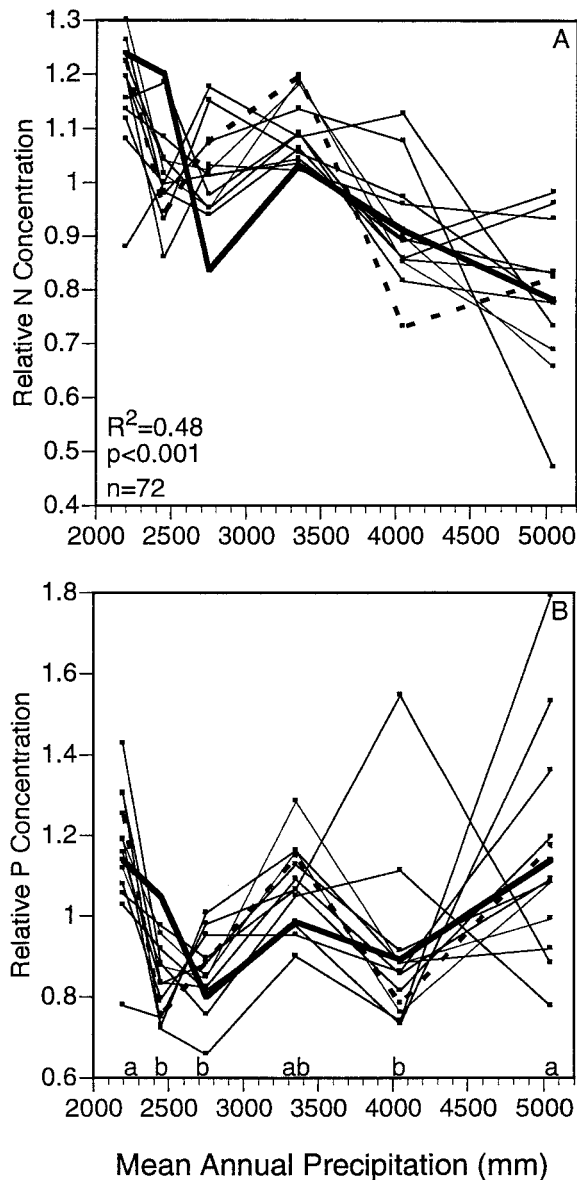 A
1.3
1.2
1.1
1
0.9
0.8
0.7
0.6
0.5
0.4
Relative N Concentration
R²=0.48
p<0.001
n=72
2000 2500 3000 3500 4000 4500 5000
B
1.8
1.6
1.4
1.2
1
0.8
0.6
Relative P Concentration
a b b ab b a
2000 2500 3000 3500 4000 4500 5000
Mean Annual Precipitation (mm)